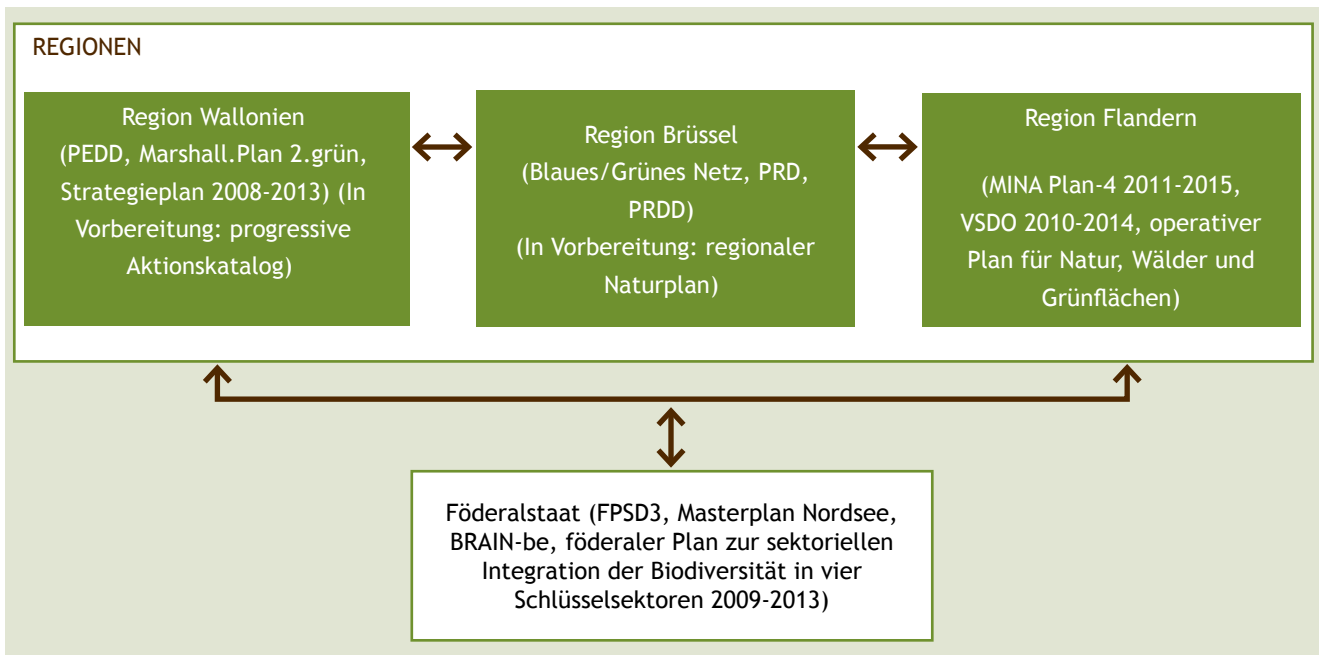 REGIONEN
Region Wallonien
(PEDD, Marshall.Plan 2.grün,
Strategieplan 2008-2013) (In
Vorbereitung: progressive
Aktionskatalog)
Region Brüssel
(Blaues/Grünes Netz, PRD,
PRDD)
(In Vorbereitung: regionaler
Naturplan)
Region Flandern
(MINA Plan-4 2011-2015,
VSDO 2010-2014, operativer
Plan für Natur, Wälder und
Grünflächen)
Föderalstaat (FPSD3, Masterplan Nordsee,
BRAIN-be, föderaler Plan zur sektoriellen
Integration der Biodiversität in vier
Schlüsselsektoren 2009-2013)